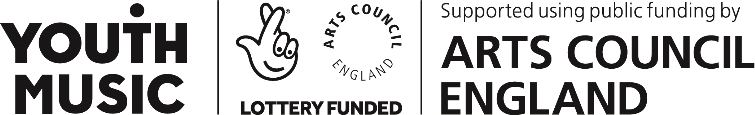 YOUTH
MUSIC
ARTS COUNCIL
ENGLAND
LOTTERY FUNDED
Supported using public funding by
ARTS COUNCIL
ENGLAND